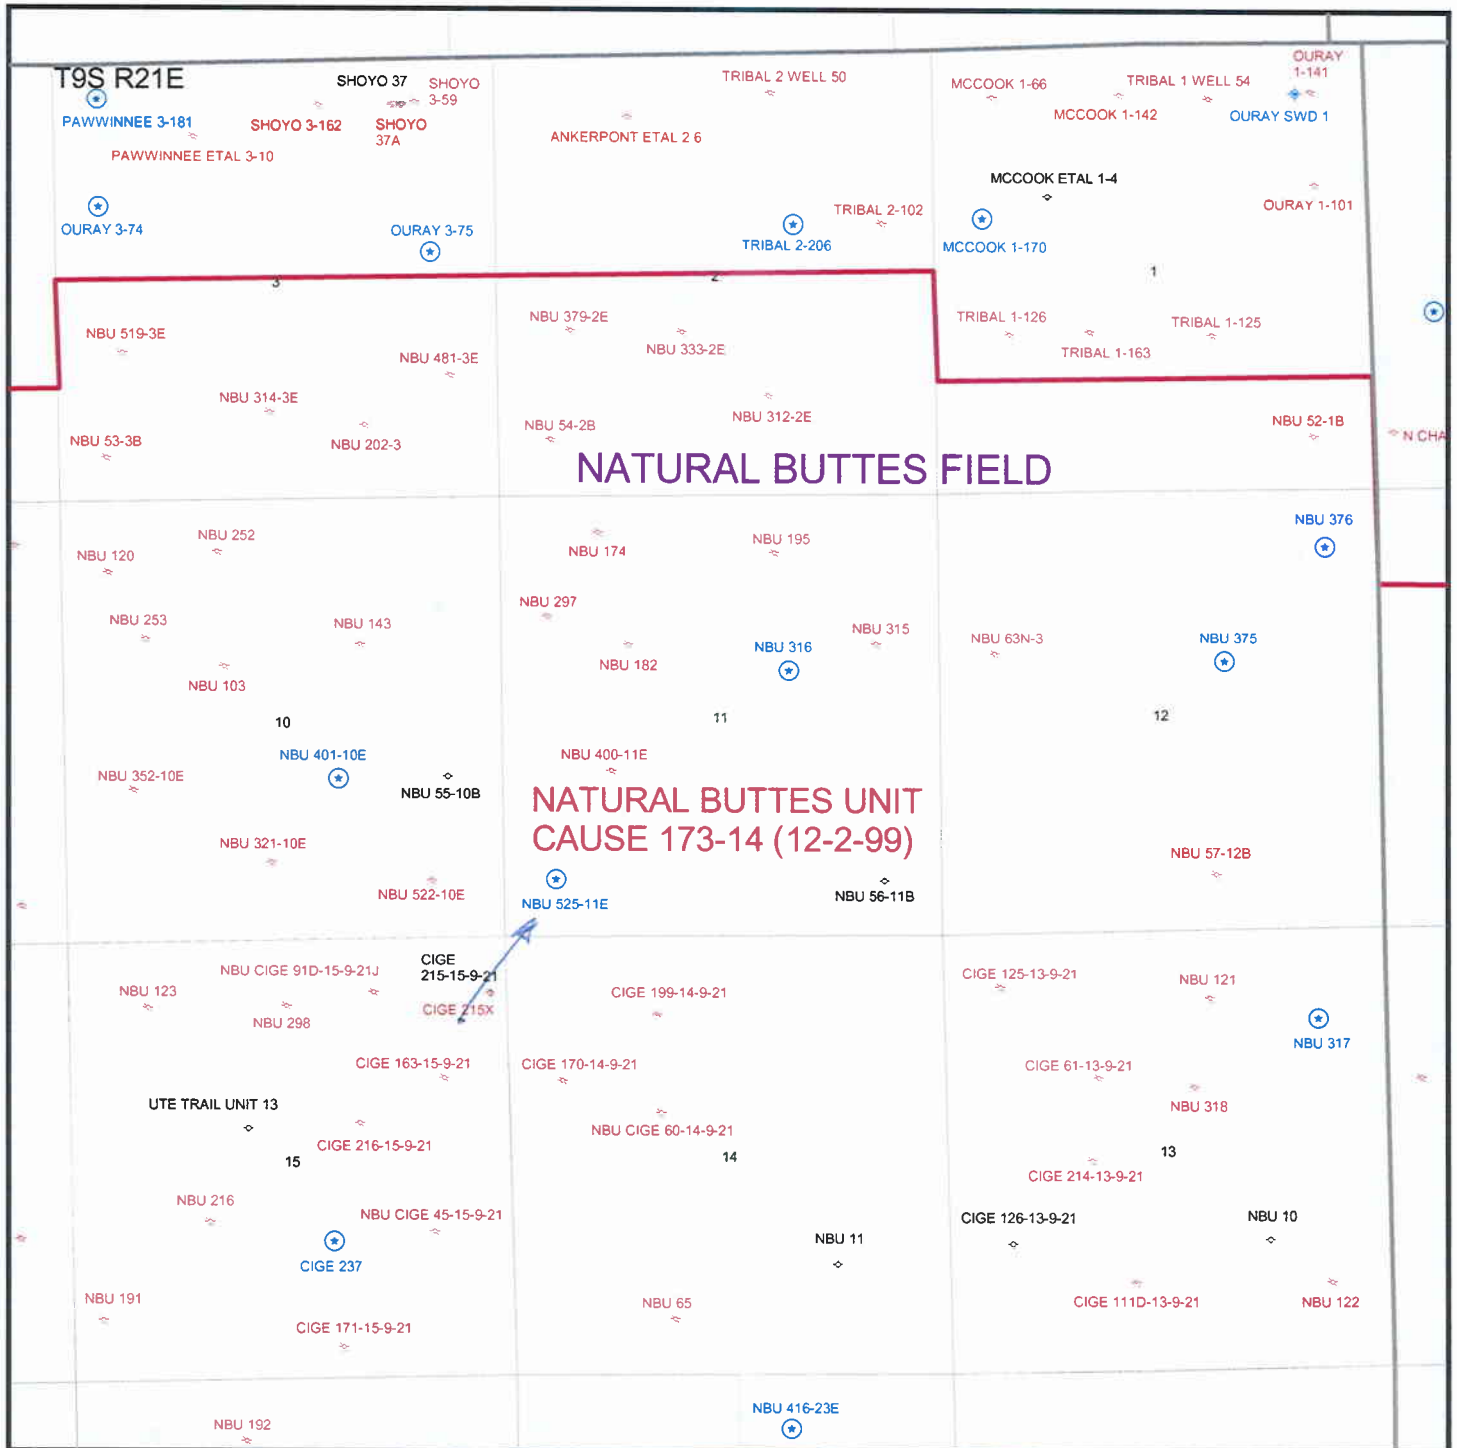 T9S R21E
SHOYO 37
SHOYO
3-59
TRIBAL 2 WELL 50
MCCOOK 1-66
TRIBAL 1 WELL 54
OURAY
1-141
PAWWINNEE 3-181
SHOYO 3-162
SHOYO
37A
ANKERPONT ETAL 2 6
MCCOOK 1-142
OURAY SWD 1
PAWWINNEE ETAL 3-10
MCCOOK ETAL 1-4
OURAY 3-74
OURAY 3-75
TRIBAL 2-206
TRIBAL 2-102
MCCOOK 1-170
OURAY 1-101
3
2
1
NBU 519-3E
NBU 481-3E
NBU 379-2E
NBU 333-2E
TRIBAL 1-126
TRIBAL 1-163
TRIBAL 1-125
NBU 314-3E
NBU 53-3B
NBU 202-3
NBU 54-2B
NBU 312-2E
NBU 52-1B
N CHA
NATURAL BUTTES FIELD
NBU 120
NBU 252
NBU 174
NBU 195
NBU 376
NBU 253
NBU 143
NBU 297
NBU 316
NBU 315
NBU 63N-3
NBU 375
NBU 103
NBU 182
10
11
12
NBU 401-10E
NBU 400-11E
NBU 352-10E
NBU 55-10B
NATURAL BUTTES UNIT
CAUSE 173-14 (12-2-99)
NBU 321-10E
NBU 57-12B
NBU 522-10E
NBU 525-11E
NBU 56-11B
NBU 123
NBU CIGE 91D-15-9-21J
CIGE
215-15-9-21
CIGE 199-14-9-21
CIGE 125-13-9-21
NBU 121
NBU 298
CIGE 215X
NBU 317
CIGE 163-15-9-21
CIGE 170-14-9-21
CIGE 61-13-9-21
UTE TRAIL UNIT 13
NBU 318
CIGE 216-15-9-21
NBU CIGE 60-14-9-21
15
14
13
CIGE 214-13-9-21
NBU 216
NBU CIGE 45-15-9-21
CIGE 126-13-9-21
NBU 10
NBU 11
CIGE 237
NBU 191
NBU 65
CIGE 111D-13-9-21
NBU 122
CIGE 171-15-9-21
NBU 192
NBU 416-23E